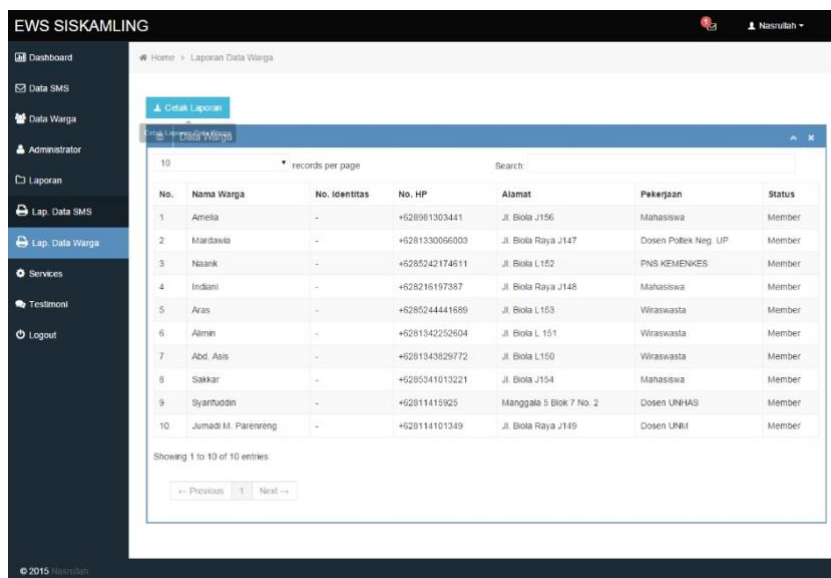 EWS SISKAMLING
1 Nasrullah
Dashboard
Home > Laporan Data Warga
Data SMS
Data Warga
Administrator
Laporan
Lap. Data SMS
Lap. Data Warga
Services
Testimoni
Logout
Cetak Laporan
Cetak Laporan Data Warga
Data Warga
10 records per page Search:
No. Nama Warga No. Identitas No. HP Alamat Pekerjaan Status
1 Amelia - +628981303441 Jl. Biola J156 Mahasiswa Member
2 Mardawia - +6281330066003 Jl. Biola Raya J147 Dosen Poltek Neg. UP Member
3 Naank - +6285242174611 Jl. Biola L152 PNS KEMENKES Member
4 Indiani - +628216197387 Jl. Biola Raya J148 Mahasiswa Member
5 Aras - +6285244441689 Jl. Biola L153 Wiraswasta Member
6 Alimin - +6281342252604 Jl. Biola L 151 Wiraswasta Member
7 Abd. Asis - +6281343829772 Jl. Biola L150 Wiraswasta Member
8 Sakkar - +6285341013221 Jl. Biola J154 Mahasiswa Member
9 Syarifuddin - +62811415925 Manggala 5 Blok 7 No. 2 Dosen UNHAS Member
10 Jumadi M. Parenreng - +628114101349 Jl. Biola Raya J149 Dosen UNM Member
Showing 1 to 10 of 10 entries
← Previous 1 Next →
© 2015 Nasrullah